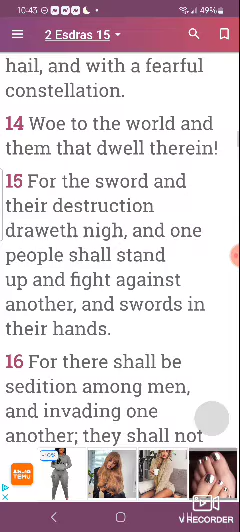 10:43
49%
2 Esdras 15
hail, and with a fearful
constellation.
14 Woe to the world and
them that dwell therein!
15 For the sword and
their destruction
draweth nigh, and one
people shall stand
up and fight against
another, and swords in
their hands.
16 For there shall be
sedition among men,
and invading one
another; they shall not
TEMU
RECORDER